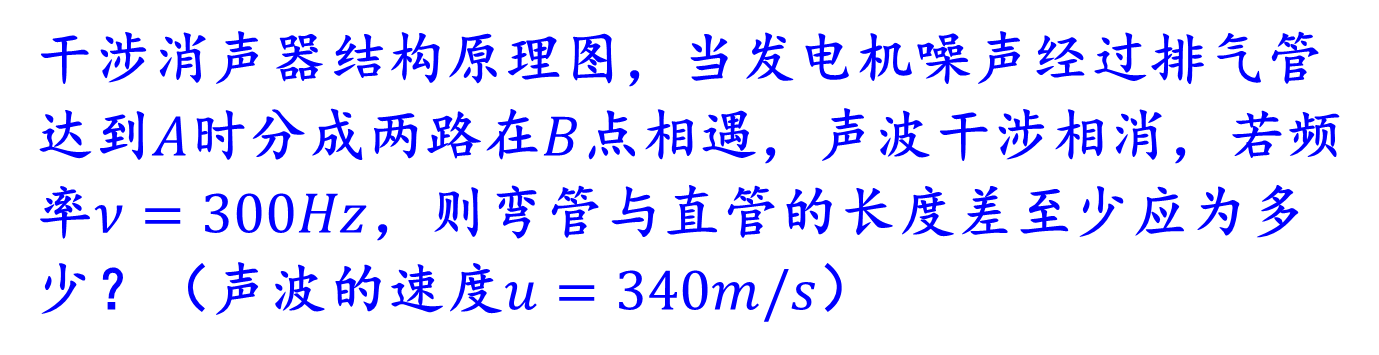 干涉消声器结构原理图，当发电机噪声经过排气管
达到A时分成两路在B点相遇，声波干涉相消，若频
率ν = 300Hz，则弯管与直管的长度差至少应为多
少？（声波的速度u = 340m/s）